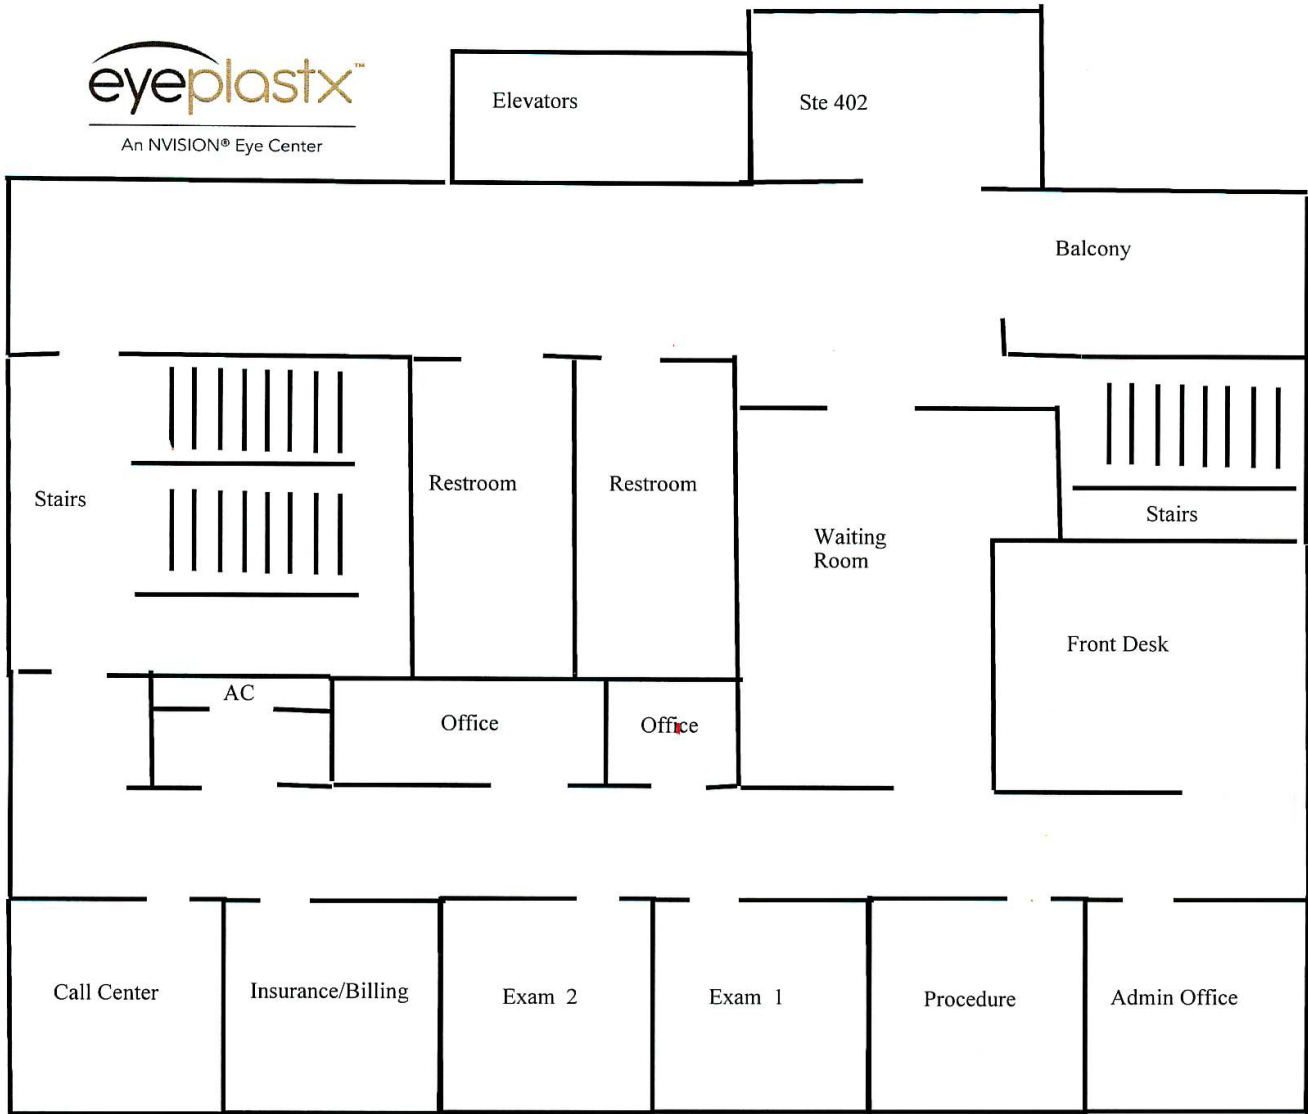 eyeplastx™
An NVISION® Eye Center
Elevators
Ste 402
Balcony
Stairs
Restroom
Restroom
Waiting
Room
Stairs
Front Desk
AC
Office
Office
Call Center
Insurance/Billing
Exam 2
Exam 1
Procedure
Admin Office